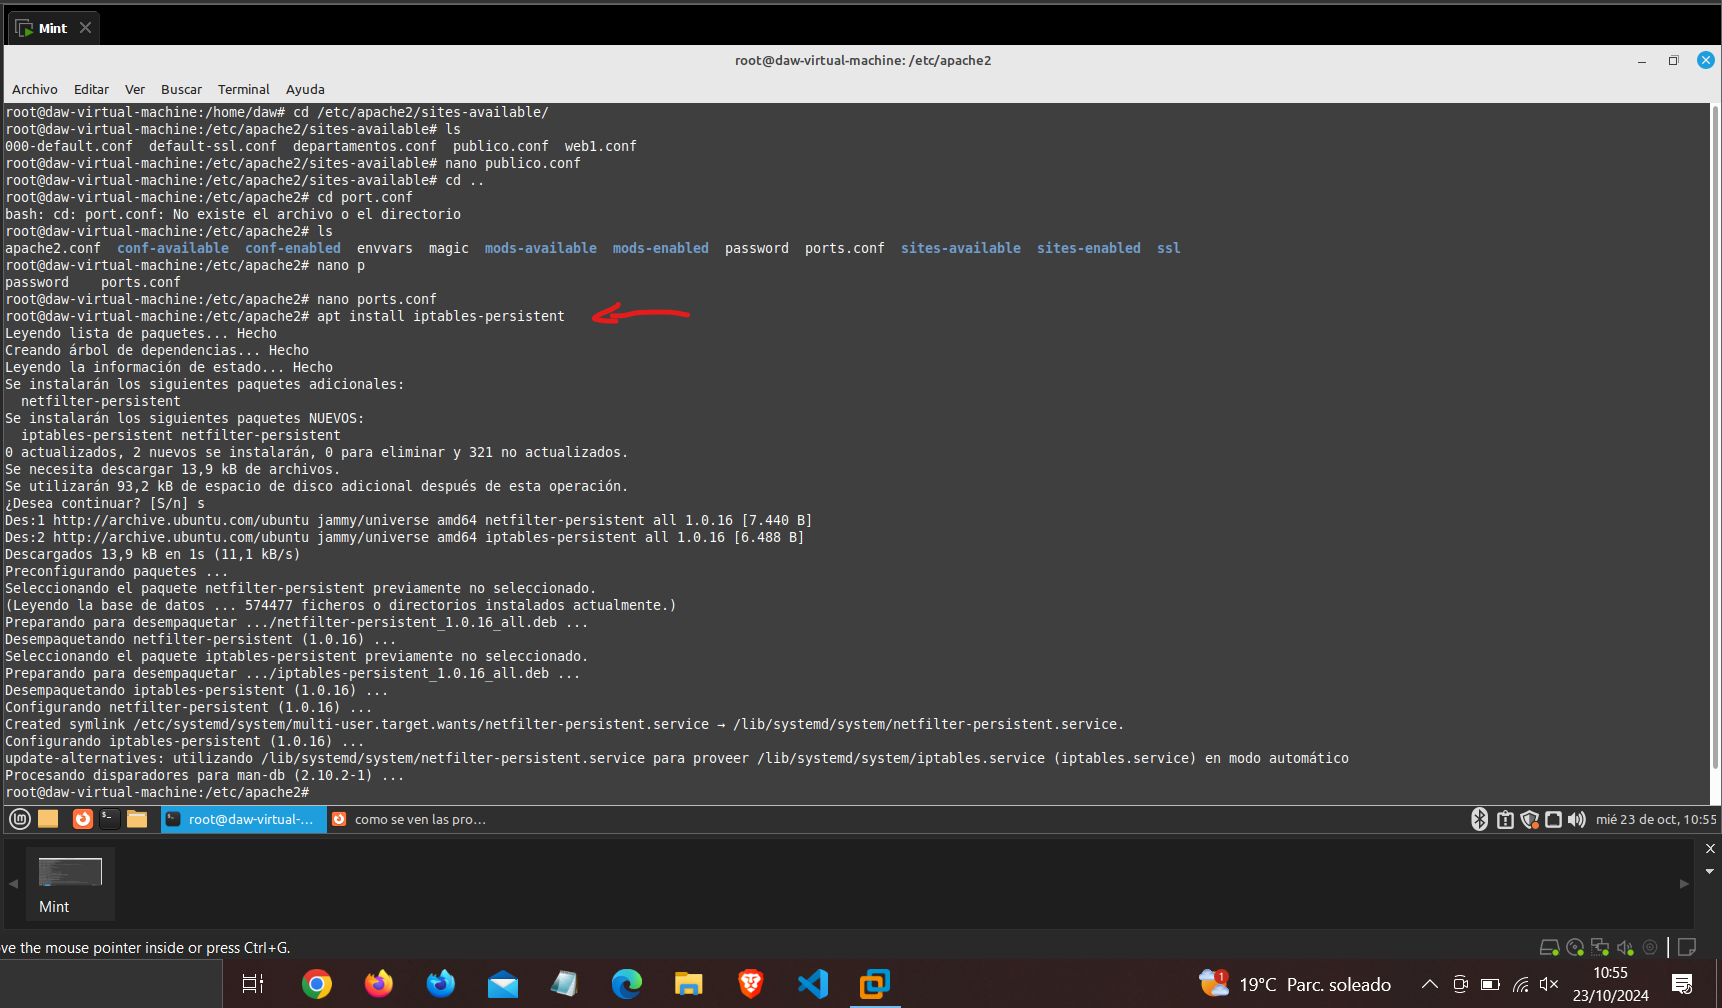 Mint
root@daw-virtual-machine: /etc/apache2
Archivo Editar Ver Buscar Terminal Ayuda
root@daw-virtual-machine:/home/daw# cd /etc/apache2/sites-available/
root@daw-virtual-machine:/etc/apache2/sites-available# ls
000-default.conf  default-ssl.conf  departamentos.conf  publico.conf  web1.conf
root@daw-virtual-machine:/etc/apache2/sites-available# nano publico.conf
root@daw-virtual-machine:/etc/apache2/sites-available# cd ..
root@daw-virtual-machine:/etc/apache2# cd port.conf
bash: cd: port.conf: No existe el archivo o el directorio
root@daw-virtual-machine:/etc/apache2# ls
apache2.conf  conf-available  conf-enabled  envvars  magic  mods-available  mods-enabled  password  ports.conf  sites-available  sites-enabled  ssl
root@daw-virtual-machine:/etc/apache2# nano p
password    ports.conf
root@daw-virtual-machine:/etc/apache2# nano ports.conf
root@daw-virtual-machine:/etc/apache2# apt install iptables-persistent
Leyendo lista de paquetes... Hecho
Creando árbol de dependencias... Hecho
Leyendo la información de estado... Hecho
Se instalarán los siguientes paquetes adicionales:
  netfilter-persistent
Se instalarán los siguientes paquetes NUEVOS:
  iptables-persistent netfilter-persistent
0 actualizados, 2 nuevos se instalarán, 0 para eliminar y 321 no actualizados.
Se necesita descargar 13,9 kB de archivos.
Se utilizarán 93,2 kB de espacio de disco adicional después de esta operación.
¿Desea continuar? [S/n] s
Des:1 http://archive.ubuntu.com/ubuntu jammy/universe amd64 netfilter-persistent all 1.0.16 [7.440 B]
Des:2 http://archive.ubuntu.com/ubuntu jammy/universe amd64 iptables-persistent all 1.0.16 [6.488 B]
Descargados 13,9 kB en 1s (11,1 kB/s)
Preconfigurando paquetes ...
Seleccionando el paquete netfilter-persistent previamente no seleccionado.
(Leyendo la base de datos ... 574477 ficheros o directorios instalados actualmente.)
Preparando para desempaquetar .../netfilter-persistent_1.0.16_all.deb ...
Desempaquetando netfilter-persistent (1.0.16) ...
Seleccionando el paquete iptables-persistent previamente no seleccionado.
Preparando para desempaquetar .../iptables-persistent_1.0.16_all.deb ...
Desempaquetando iptables-persistent (1.0.16) ...
Configurando netfilter-persistent (1.0.16) ...
Created symlink /etc/systemd/system/multi-user.target.wants/netfilter-persistent.service → /lib/systemd/system/netfilter-persistent.service.
Configurando iptables-persistent (1.0.16) ...
update-alternatives: utilizando /lib/systemd/system/netfilter-persistent.service para proveer /lib/systemd/system/iptables.service (iptables.service) en modo automático
Procesando disparadores para man-db (2.10.2-1) ...
root@daw-virtual-machine:/etc/apache2#
root@daw-virtual-... como se ven las pro... mié 23 de oct, 10:55
Mint
ve the mouse pointer inside or press Ctrl+G.
1 19°C Parc. soleado 10:55
23/10/2024